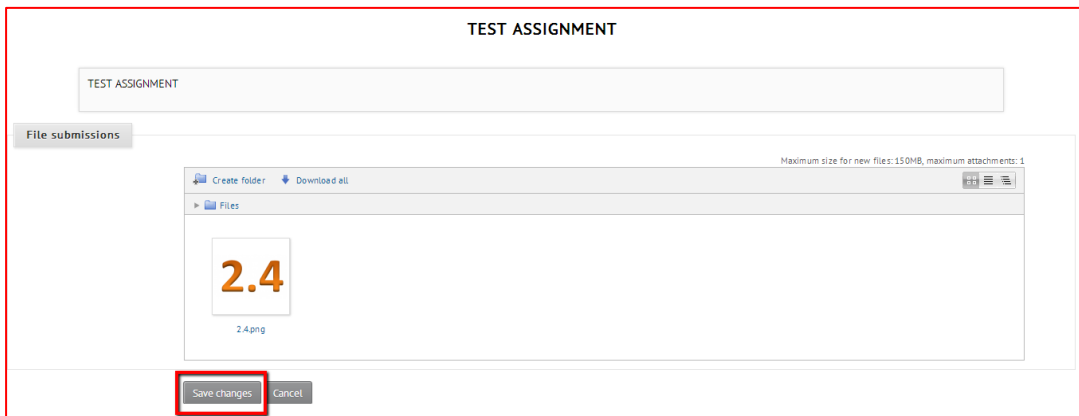 TEST ASSIGNMENT
TEST ASSIGNMENT
File submissions
Maximum size for new files: 150MB, maximum attachments: 1
Create folder Download all
Files
2.4
2.4.png
Save changes Cancel